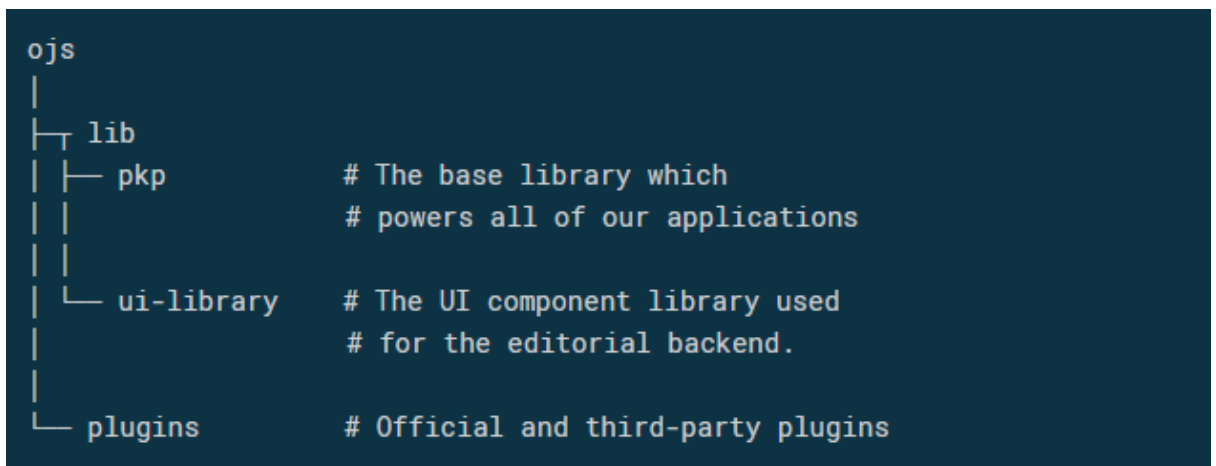 ojs
│
├─┬ lib
│ ├── pkp           # The base library which
│ │                 # powers all of our applications
│ │
│ └── ui-library    # The UI component library used
│                   # for the editorial backend.
│
└── plugins         # Official and third-party plugins